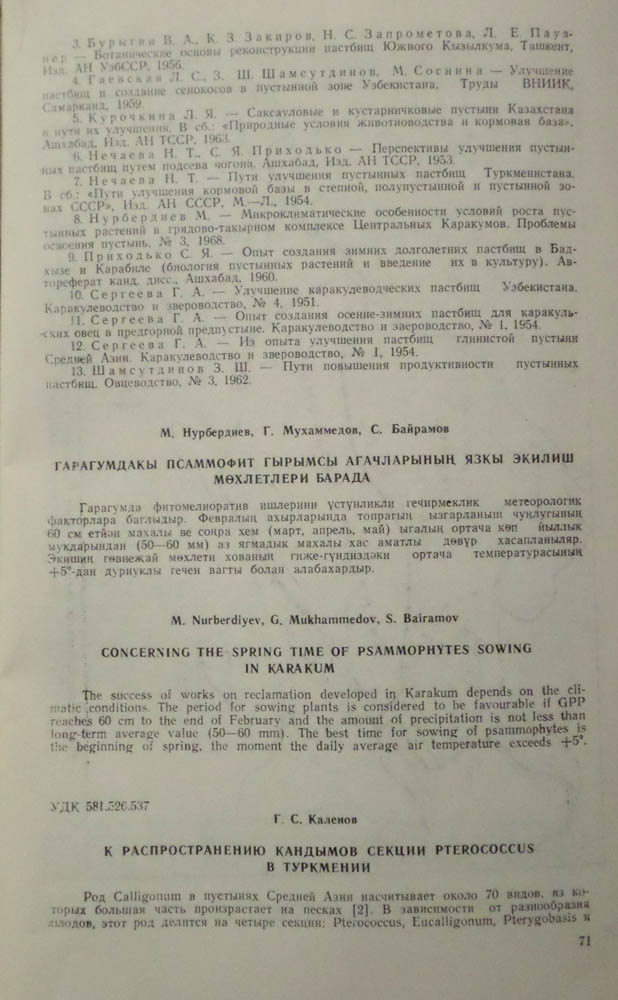 3. Бурыгин В. А., К. З. Закиров, Н. С. Запрометова, Л. Е. Пауз-
нер — Ботанические основы реконструкции пастбищ Южного Кызылкума, Ташкент,
Изд. АН УзбССР, 1956.
4. Гаевская Л. С., З. Ш. Шамсутдинов, М. Соснина — Улучшение
пастбищ и создание сенокосов в пустынной зоне Узбекистана, Труды ВНИИК,
Самарканд, 1959.
5. Курочкина Л. Я. — Саксауловые и кустарничковые пустыни Казахстана
и пути их улучшения. В сб.: «Природные условия животноводства и кормовая база»,
Ашхабад, Изд. АН ТССР, 1963.
6. Нечаева Н. Т., С. Я. Приходько — Перспективы улучшения пустын-
ных пастбищ путем подсева чогона. Ашхабад, Изд. АН ТССР, 1953.
7. Нечаева Н. Т. — Пути улучшения пустынных пастбищ Туркменистана.
В сб.: «Пути улучшения кормовой базы в степной, полупустынной и пустынной зо-
нах СССР», Изд. АН СССР, М.—Л., 1954.
8. Нурбердиев М. — Микроклиматические особенности условий роста пус-
тынных растений в грядово-такырном комплексе Центральных Каракумов. Проблемы
освоения пустынь, № 3, 1968.
9. Приходько С. Я. — Опыт создания зимних долголетних пастбищ в Бад-
хызе и Карабиле (биология пустынных растений и введение их в культуру). Ав-
тореферат канд. дисс., Ашхабад, 1960.
10. Сергеева Г. А. — Улучшение каракулеводческих пастбищ Узбекистана.
Каракулеводство и звероводство, № 4, 1951.
11. Сергеева Г. А. — Опыт создания осенне-зимних пастбищ для каракуль-
ских овец в предгорной предпустыне. Каракулеводство и звероводство, № 1, 1954.
12. Сергеева Г. А. — Из опыта улучшения пастбищ глинистой пустыни
Средней Азии. Каракулеводство и звероводство, № 1, 1954.
13. Шамсутдинов З. Ш. — Пути повышения продуктивности пустынных
пастбищ. Овцеводство, № 3, 1962.
М. Нурбердиев, Г. Мухаммедов, С. Байрамов
ГАРАГУМДАКЫ ПСАММОФИТ ГЫРЫМСЫ АГАЧЛАРЫНЫҢ ЯЗКЫ ЭКИЛИШ
МӨХЛЕТЛЕРИ БАРАДА
Гарагумда фитомелиоратив ишлерини үстүнликли гечирмеклик метеорологик
факторлара баглыдыр. Февралың ахырларында топрагың ызгарланыш чуңлугының
60 см етйән махалы ве соңра хем (март, апрель, май) ыгалың ортача көп йыллык
мукдарындан (50—60 мм) аз ягмадык махалы хас аматлы дөвүр хасапланыляр.
Экишиң говнежай мөхлети хованың гиже-гүндиздәки ортача температурасының
+5°-дан дурнуклы гечен вагты болан алабахардыр.
M. Nurberdiyev, G. Mukhammedov, S. Bairamov
CONCERNING THE SPRING TIME OF PSAMMOPHYTES SOWING
IN KARAKUM
The success of works on reclamation developed in Karakum depends on the cli-
matic conditions. The period for sowing plants is considered to be favourable if GPP
reaches 60 cm to the end of February and the amount of precipitation is not less than
long-term average value (50—60 mm). The best time for sowing of psammophytes is
the beginning of spring, the moment the daily average air temperature exceeds +5°.
УДК 581.526.537
Г. С. Каленов
К РАСПРОСТРАНЕНИЮ КАНДЫМОВ СЕКЦИИ PTEROCOCCUS
В ТУРКМЕНИИ
Род Calligonum в пустынях Средней Азии насчитывает около 70 видов, из ко-
торых большая часть произрастает на песках [2]. В зависимости от разнообразия
плодов, этот род делится на четыре секции: Pterococcus, Eucalligonum, Pterygobasis и
71